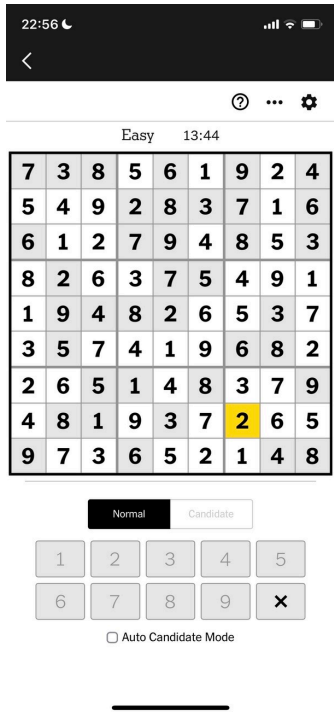 22:56
Easy 13:44
7 3 8 5 6 1 9 2 4
5 4 9 2 8 3 7 1 6
6 1 2 7 9 4 8 5 3
8 2 6 3 7 5 4 9 1
1 9 4 8 2 6 5 3 7
3 5 7 4 1 9 6 8 2
2 6 5 1 4 8 3 7 9
4 8 1 9 3 7 2 6 5
9 7 3 6 5 2 1 4 8
Normal Candidate
1 2 3 4 5
6 7 8 9 ×
Auto Candidate Mode